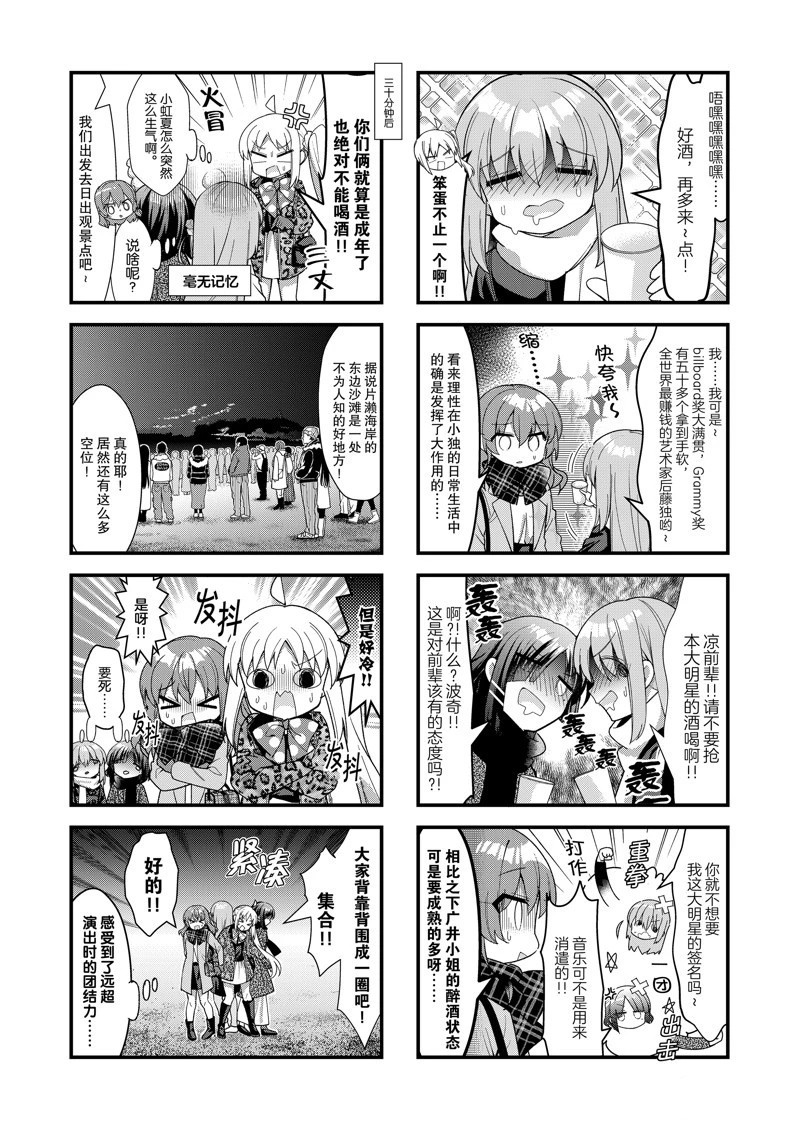 唔嘿嘿嘿嘿嘿……
好酒，再多来~点！
笨蛋不止一个啊!!
我……我可是~
billboard奖大满贯，Grammy奖
有五十多个拿到手软，
全世界最赚钱的艺术家后藤独哟~
快夸我~
缩…
看来理性在小独的日常生活中
的确是发挥了大作用的……
凉前辈!!请不要抢
本大明星的酒喝啊!!
轰轰
轰轰轰
轰轰
啊?!什么？波奇!!
这是对前辈该有的态度吗?!
你就不想要
我这大明星的签名吗~
重拳
一团
出击
打作
音乐可不是用来
消遣的!!
相比之下广井小姐的醉酒状态
可是要成熟的多呀……
三十分钟后
你们俩就算是成年了
也绝对不能喝酒!!
火冒
三丈
小虹夏怎么突然
这么生气啊。
说啥呢？
毫无记忆
我们出发去日出观景点吧~
据说片濑海岸的
东边沙滩是一处
不为人知的好地方！
真的耶！
居然还有这么多
空位！
但是好冷!!
发抖
发抖
是呀!!
要死……
大家背靠背围成一圈吧！
集合!!
紧凑
好的!!
感受到了远超
演出时的团结力……